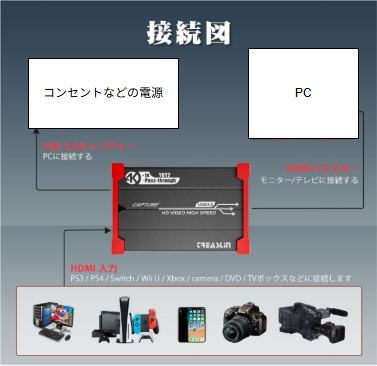 接続図
コンセントなどの電源
PC
PCに接続する
モニター/テレビに接続する
4K In 1012
Pass-through
CAPTURE USB3.0
HD VIDEO HIGH SPEED
CREASLIM
HDMI 入力
PS3 / PS4 / Switch / Wii U / Xbox / camera / DVD / TVボックスなどに接続します